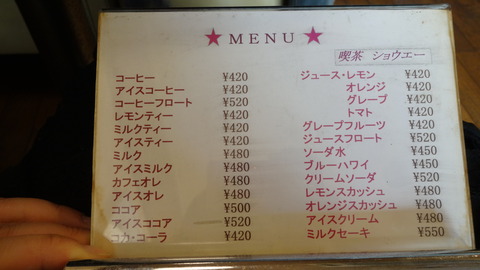 ★ MENU ★
喫茶 ショウエー
コーヒー ¥420
アイスコーヒー ¥420
コーヒーフロート ¥520
レモンティー ¥420
ミルクティー ¥420
アイスティー ¥420
ミルク ¥480
アイスミルク ¥480
カフェオレ ¥480
アイスオレ ¥480
ココア ¥500
アイスココア ¥520
コカ・コーラ ¥420
ジュース・レモン ¥420
オレンジ ¥420
グレープ ¥420
トマト ¥420
グレープフルーツ ¥420
ジュースフロート ¥520
ソーダ水 ¥450
ブルーハワイ ¥450
クリームソーダ ¥520
レモンスカッシュ ¥480
オレンジスカッシュ ¥480
アイスクリーム ¥480
ミルクセーキ ¥550